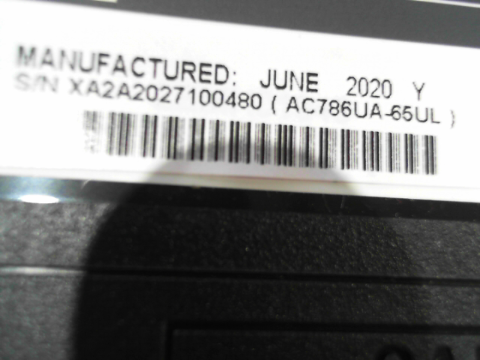 MANUFACTURED: JUNE 2020 Y
S/N XA2A2027100480 ( AC786UA-65UL )